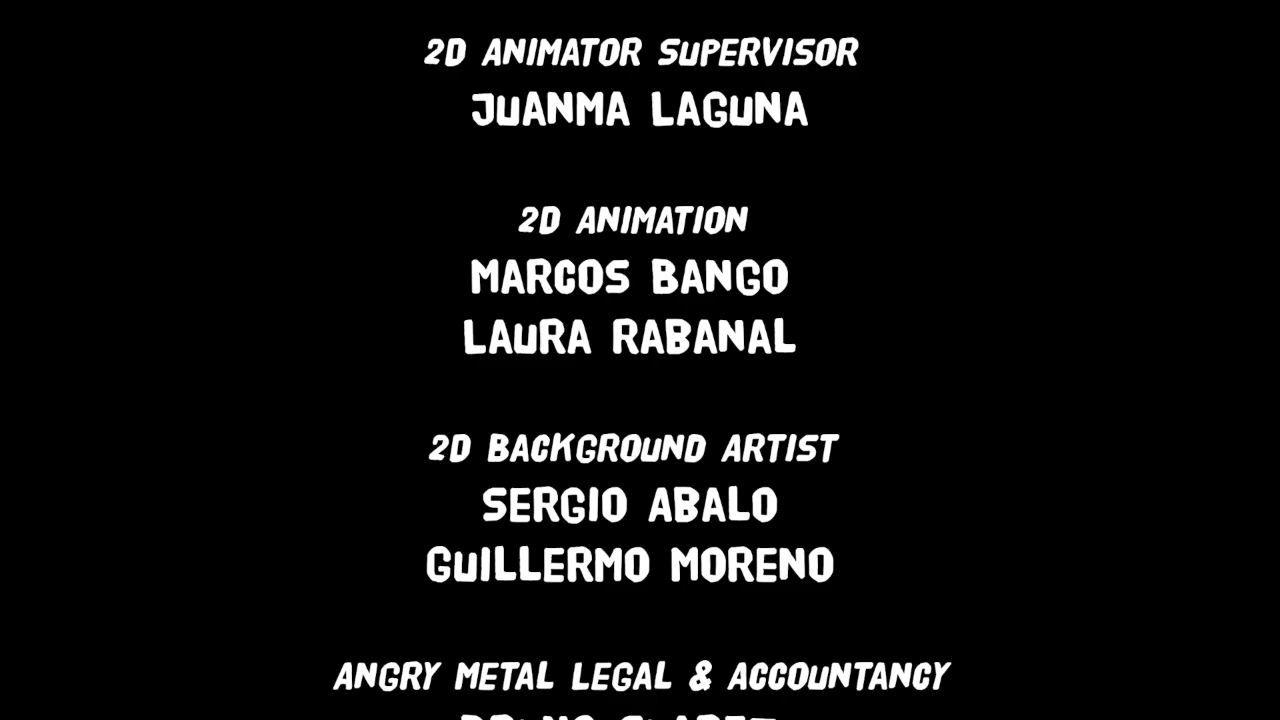 2D ANIMATOR SUPERVISOR
JUANMA LAGUNA
2D ANIMATION
MARCOS BANGO
LAURA RABANAL
2D BACKGROUND ARTIST
SERGIO ABALO
GUILLERMO MORENO
ANGRY METAL LEGAL & ACCOUNTANCY